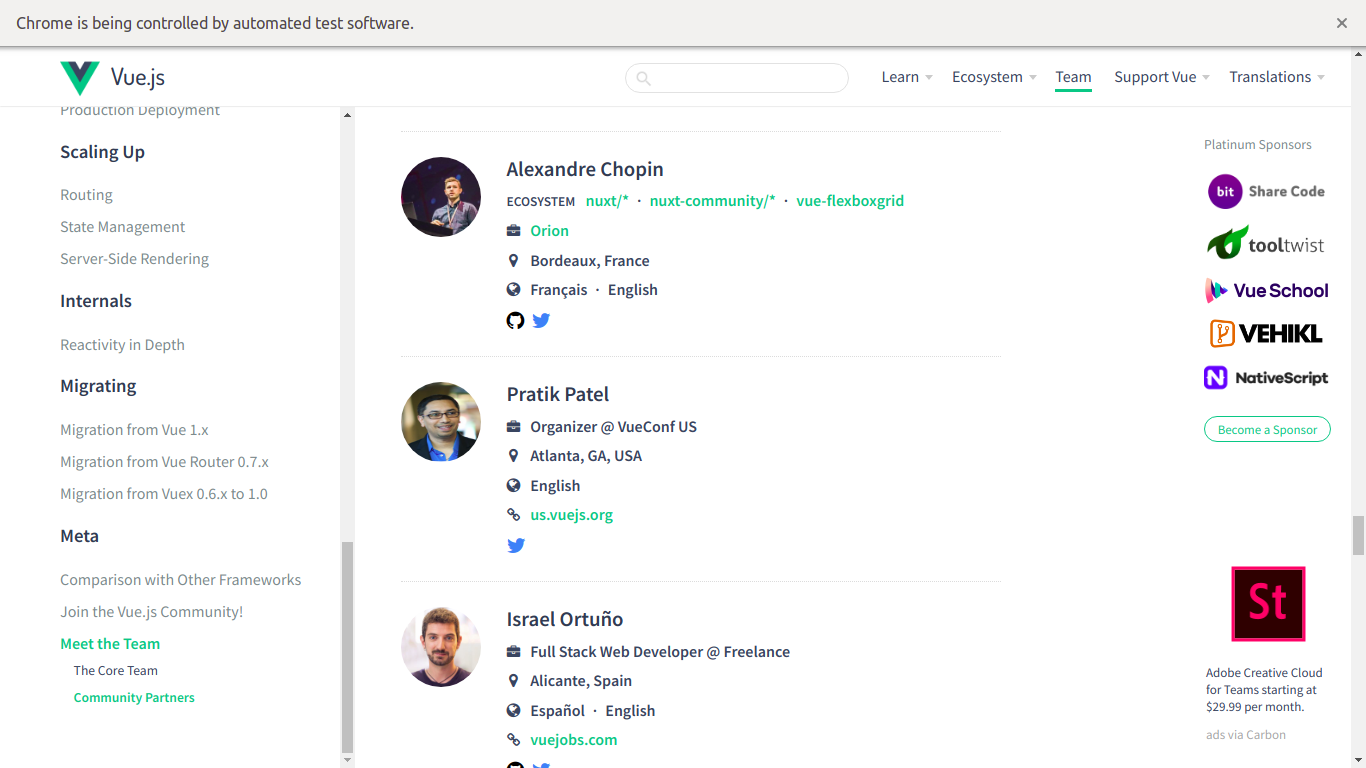 Chrome is being controlled by automated test software.
Vue.js
Learn
Ecosystem
Team
Support Vue
Translations
Production Deployment
Scaling Up
Routing
State Management
Server-Side Rendering
Internals
Reactivity in Depth
Migrating
Migration from Vue 1.x
Migration from Vue Router 0.7.x
Migration from Vuex 0.6.x to 1.0
Meta
Comparison with Other Frameworks
Join the Vue.js Community!
Meet the Team
The Core Team
Community Partners
Alexandre Chopin
ECOSYSTEM nuxt/* · nuxt-community/* · vue-flexboxgrid
Orion
Bordeaux, France
Français · English
Pratik Patel
Organizer @ VueConf US
Atlanta, GA, USA
English
us.vuejs.org
Israel Ortuño
Full Stack Web Developer @ Freelance
Alicante, Spain
Español · English
vuejobs.com
Platinum Sponsors
bit Share Code
tooltwist
Vue School
VEHIKL
NativeScript
Become a Sponsor
St
Adobe Creative Cloud
for Teams starting at
$29.99 per month.
ads via Carbon